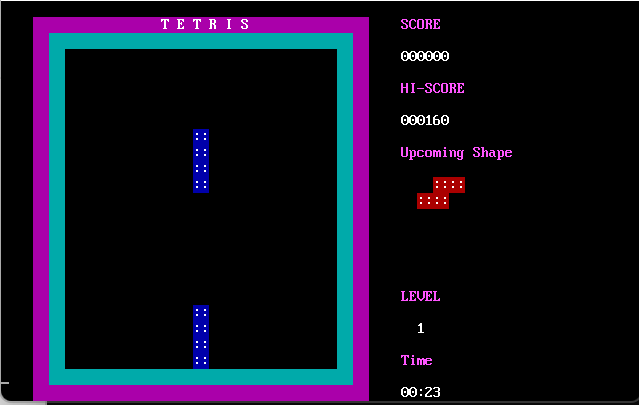 T E T R I S
SCORE
000000
HI-SCORE
000160
Upcoming Shape
LEVEL
1
Time
00:23